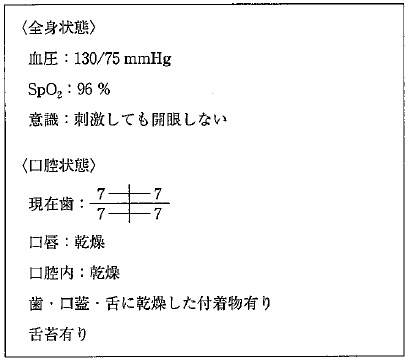 〈全身状態〉
血圧：130/75 mmHg
SpO₂：96 %
意識：刺激しても開眼しない
〈口腔状態〉
現在歯：7 7
7 7
口唇：乾燥
口腔内：乾燥
歯・口蓋・舌に乾燥した付着物有り
舌苔有り